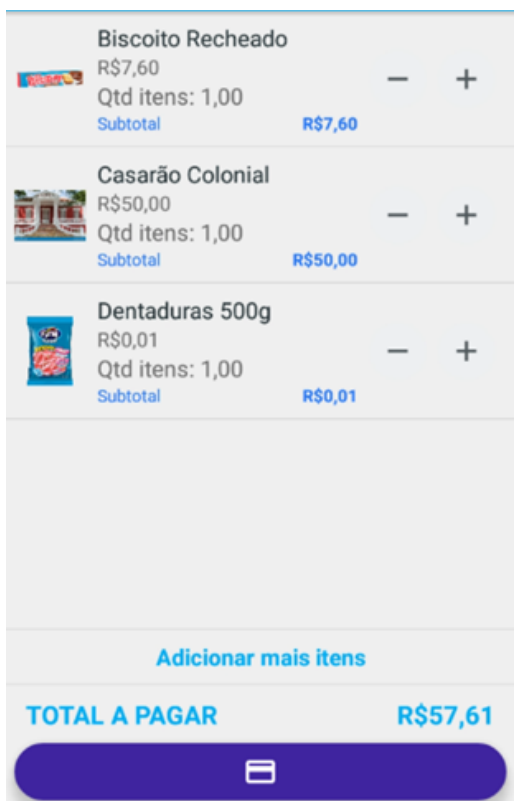 Biscoito Recheado
R$7,60
Qtd itens: 1,00
Subtotal R$7,60
Casarão Colonial
R$50,00
Qtd itens: 1,00
Subtotal R$50,00
Dentaduras 500g
R$0,01
Qtd itens: 1,00
Subtotal R$0,01
Adicionar mais itens
TOTAL A PAGAR R$57,61